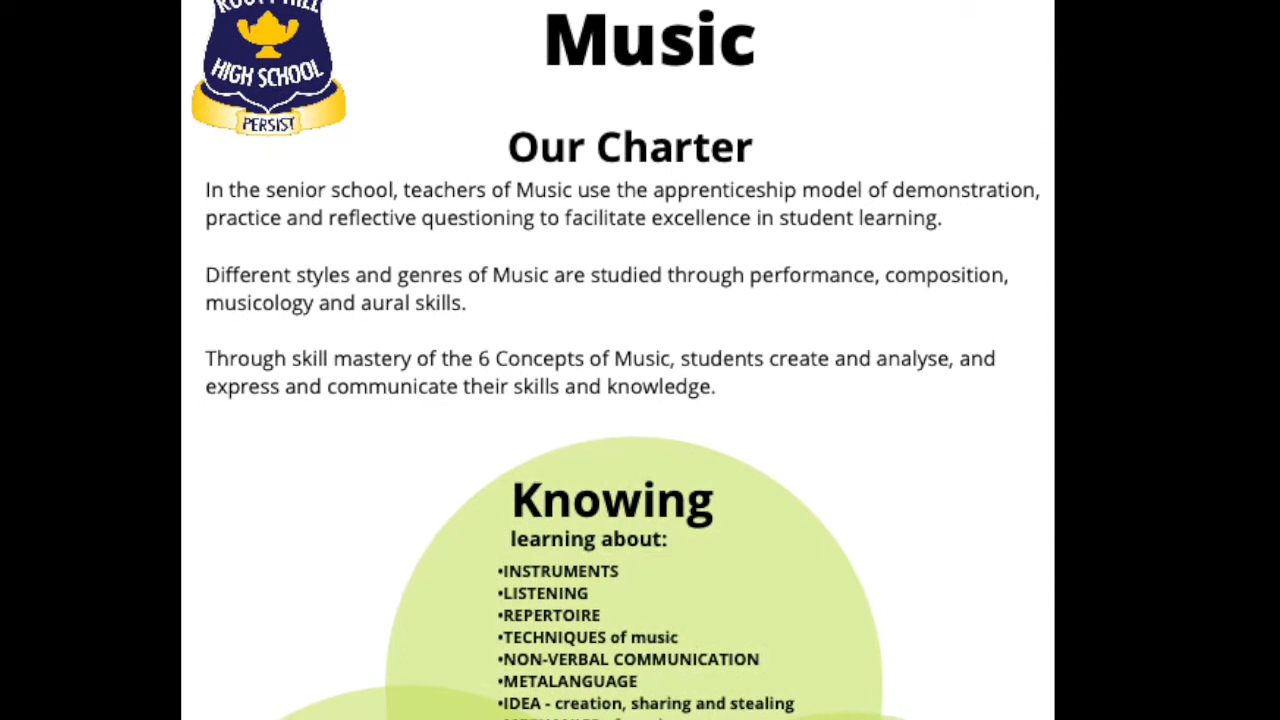 ROOTY HILL
HIGH SCHOOL
PERSIST
Music
Our Charter
In the senior school, teachers of Music use the apprenticeship model of demonstration,
practice and reflective questioning to facilitate excellence in student learning.
Different styles and genres of Music are studied through performance, composition,
musicology and aural skills.
Through skill mastery of the 6 Concepts of Music, students create and analyse, and
express and communicate their skills and knowledge.
Knowing
learning about:
•INSTRUMENTS
•LISTENING
•REPERTOIRE
•TECHNIQUES of music
•NON-VERBAL COMMUNICATION
•METALANGUAGE
•IDEA - creation, sharing and stealing